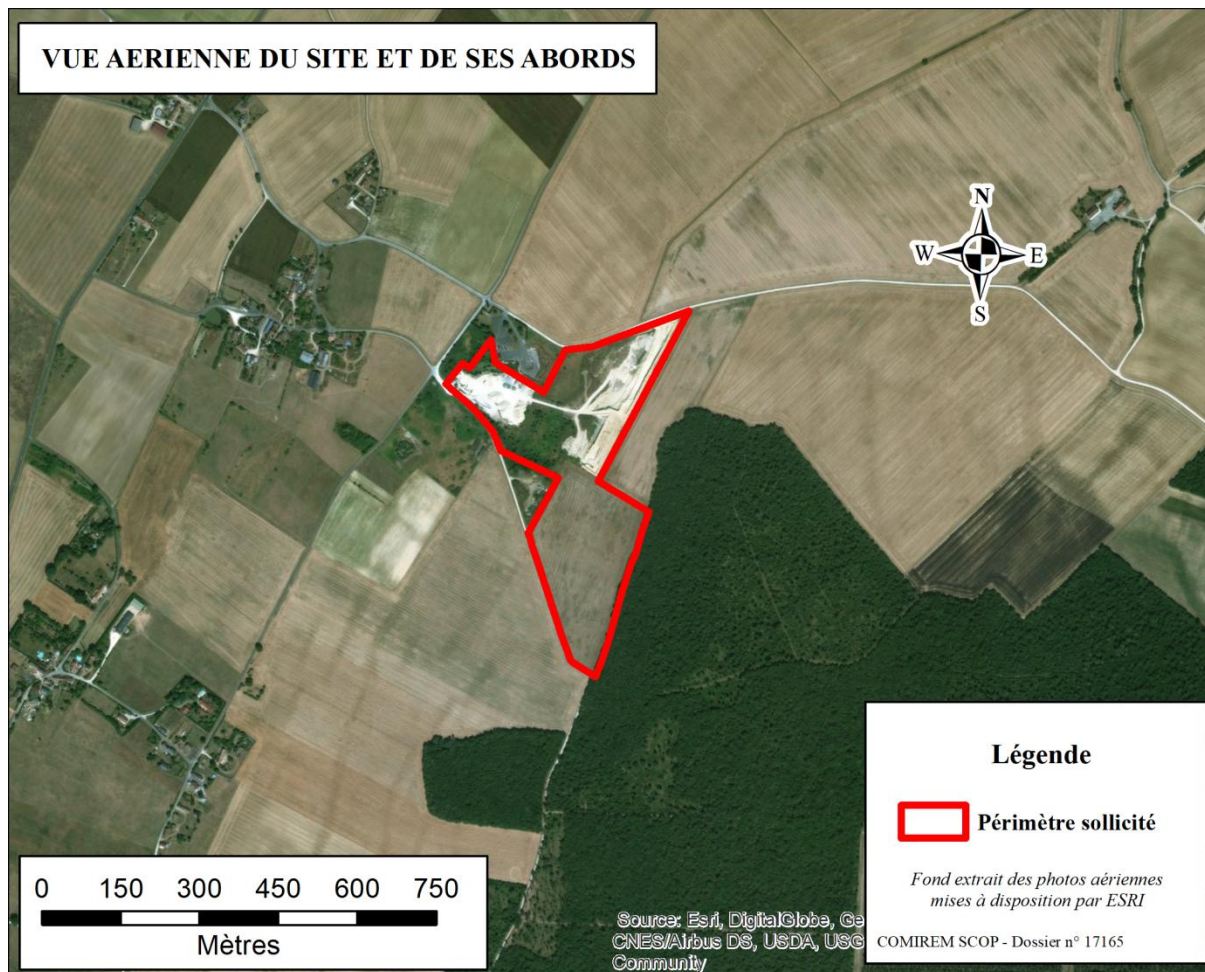 VUE AERIENNE DU SITE ET DE SES ABORDS
N
W E
S
Légende
Périmètre sollicité
Fond extrait des photos aériennes
mises à disposition par ESRI
COMIREM SCOP - Dossier n° 17165
0 150 300 450 600 750
Mètres
Source: Esri, DigitalGlobe, Ge
CNES/Airbus DS, USDA, USG
Community